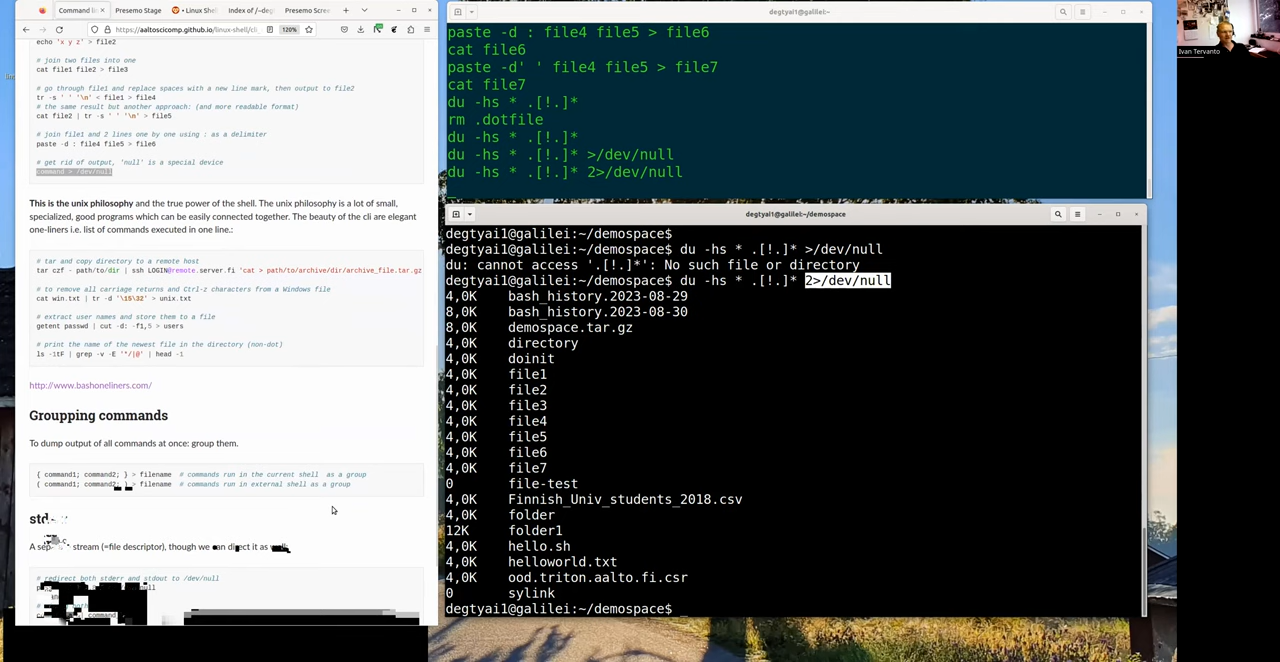 Command li
Presemo Stage
• Linux She
Index of /~deg
Presemo Scree
https://aaltoscicomp.github.io/linux-shell/cli_
120%
echo 'x y z' > file2
# join two files into one
cat file1 file2 > file3
# go through file1 and replace spaces with a new line mark, then output to file2
tr -s ' ' '\n' < file1 > file4
# the same result but another approach: (and more readable format)
cat file2 | tr -s ' ' '\n' > file5
# join file1 and 2 lines one by one using : as a delimiter
paste -d : file4 file5 > file6
# get rid of output, 'null' is a special device
command > /dev/null
This is the unix philosophy and the true power of the shell. The unix philosophy is a lot of small,
specialized, good programs which can be easily connected together. The beauty of the cli are elegant
one-liners i.e. list of commands executed in one line.:
# tar and copy directory to a remote host
tar czf - path/to/dir | ssh LOGIN@remote.server.fi 'cat > path/to/archive/dir/archive_file.tar.gz
# to remove all carriage returns and Ctrl-z characters from a Windows file
cat win.txt | tr -d '\15\32' > unix.txt
# extract user names and store them to a file
getent passwd | cut -d: -f1,5 > users
# print the name of the newest file in the directory (non-dot)
ls -1tF | grep -v -E '*/|@' | head -1
http://www.bashoneliners.com/
Groupping commands
To dump output of all commands at once: group them.
{ command1; command2; } > filename # commands run in the current shell as a group
{ command1; command2; } > filename # commands run in external shell as a group
A stream (=file descriptor), though we can direct it as
# redirect both stderr and stdout to /dev/null
degtyai1@galilei:~
paste -d : file4 file5 > file6
cat file6
paste -d' ' file4 file5 > file7
cat file7
du -hs * .[!.]*
rm .dotfile
du -hs * .[!.]*
du -hs * .[!.]* >/dev/null
du -hs * .[!.]* 2>/dev/null
degtyai1@galilei:~/demospace
degtyai1@galilei:~/demospace$
degtyai1@galilei:~/demospace$ du -hs * .[!.]* >/dev/null
du: cannot access '.[!.]*': No such file or directory
degtyai1@galilei:~/demospace$ du -hs * .[!.]* 2>/dev/null
4,0K bash_history.2023-08-29
8,0K bash_history.2023-08-30
8,0K demospace.tar.gz
4,0K directory
4,0K doinit
4,0K file1
4,0K file2
4,0K file3
4,0K file4
4,0K file5
4,0K file6
4,0K file7
0 file-test
4,0K Finnish_Univ_students_2018.csv
4,0K folder
12K folder1
4,0K hello.sh
4,0K helloworld.txt
4,0K ood.triton.aalto.fi.csr
0 sylink
degtyai1@galilei:~/demospace$ _
Ivan Tervanto